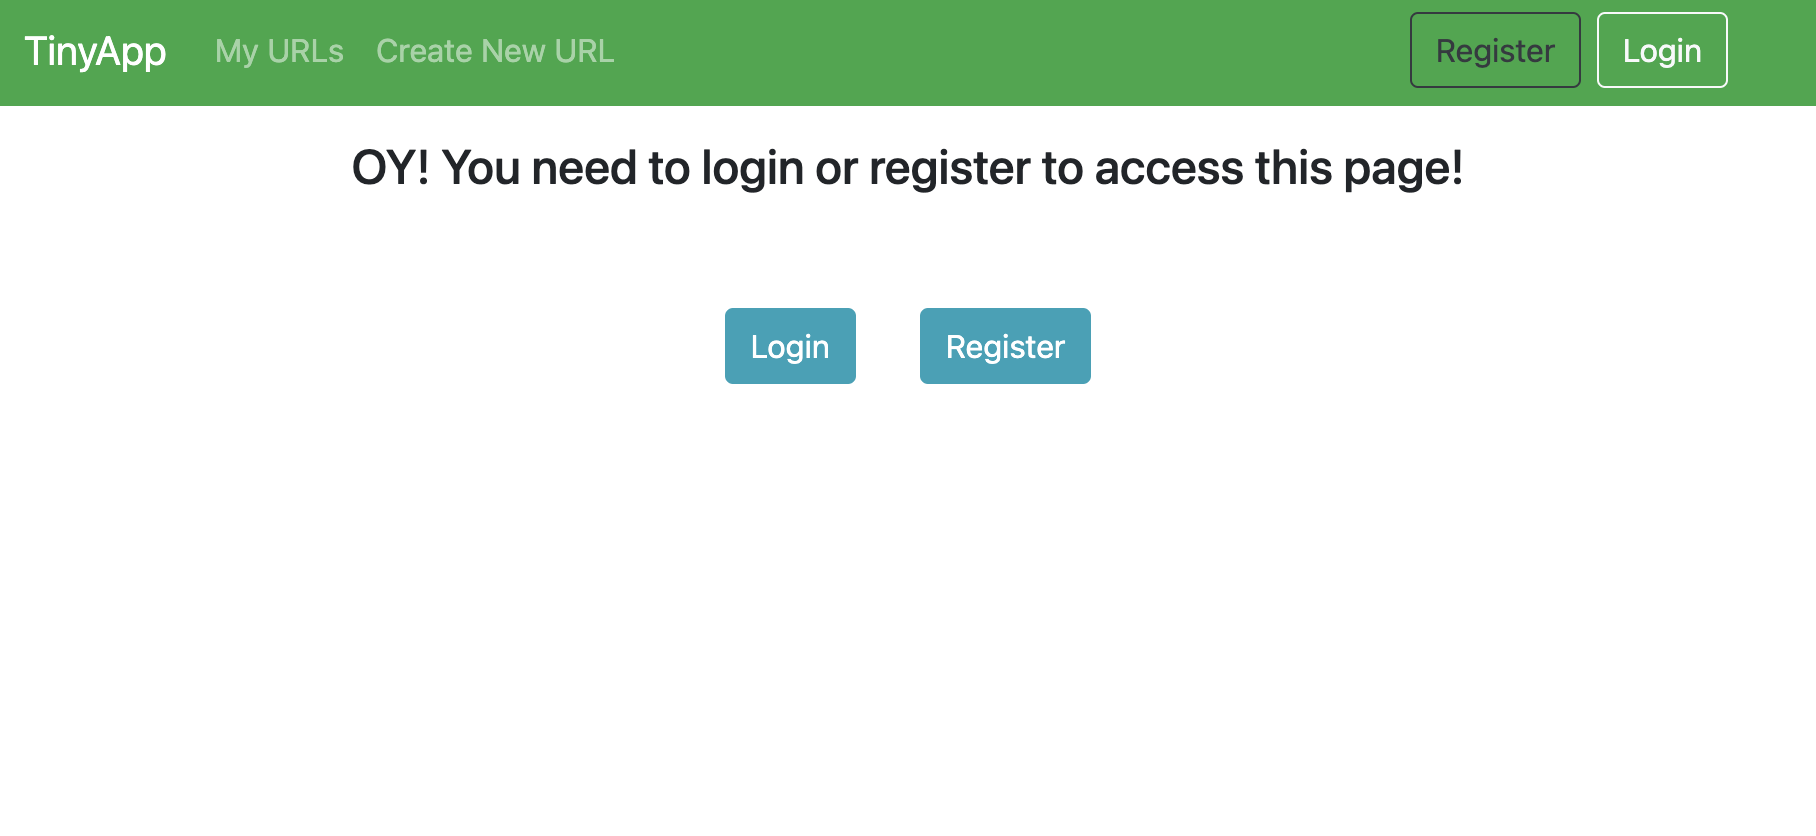 TinyApp My URLs Create New URL Register Login
OY! You need to login or register to access this page!
Login Register